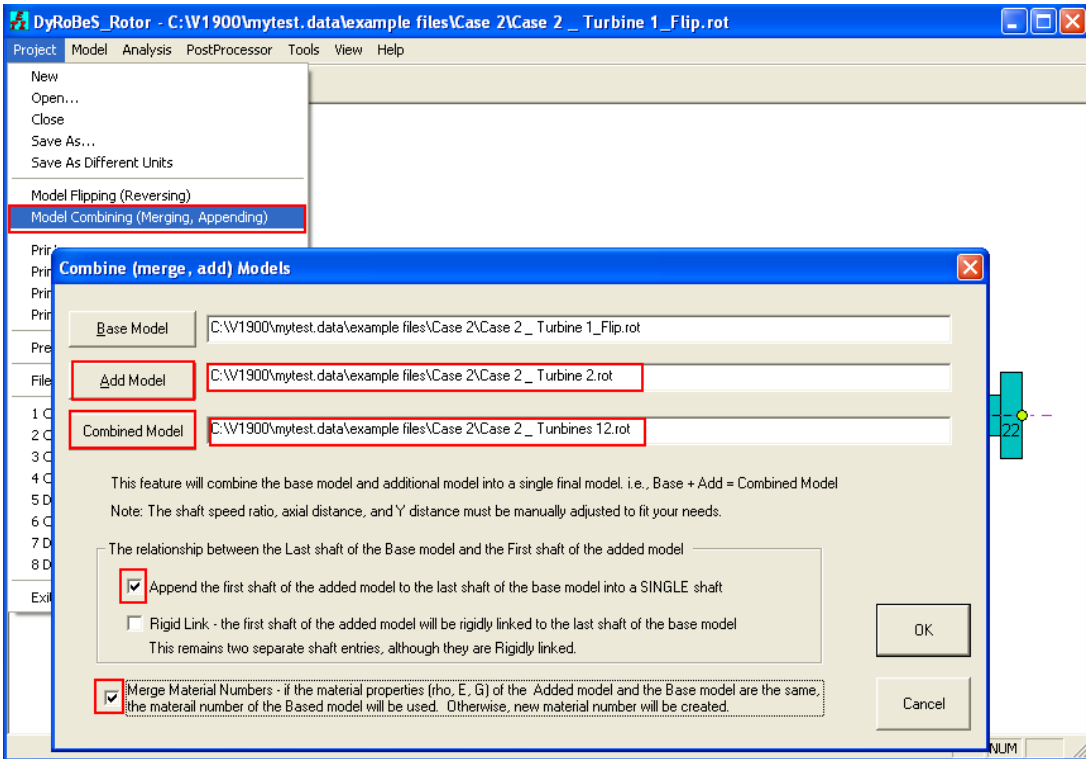 DyRoBeS_Rotor - C:\V1900\mytest.data\example files\Case 2\Case 2 _ Turbine 1_Flip.rot
Project Model Analysis PostProcessor Tools View Help
New
Open...
Close
Save As...
Save As Different Units
Model Flipping (Reversing)
Model Combining (Merging, Appending)
Combine (merge, add) Models
Base Model C:\V1900\mytest.data\example files\Case 2\Case 2 _ Turbine 1_Flip.rot
Pre
File
Add Model C:\V1900\mytest.data\example files\Case 2\Case 2 _ Turbine 2.rot
1 C
2 C
Combined Model C:\V1900\mytest.data\example files\Case 2\Case 2 _ Tunbines 12.rot
22
3 C
4 C
This feature will combine the base model and additional model into a single final model. i.e., Base + Add = Combined Model
5 D
Note: The shaft speed ratio, axial distance, and Y distance must be manually adjusted to fit your needs.
6 C
7 D
The relationship between the Last shaft of the Base model and the First shaft of the added model
8 D
Append the first shaft of the added model to the last shaft of the base model into a SINGLE shaft
Exi
Rigid Link - the first shaft of the added model will be rigidly linked to the last shaft of the base model
This remains two separate shaft entries, although they are Rigidly linked.
OK
Merge Material Numbers - if the material properties (rho, E, G) of the Added model and the Base model are the same,
the materail number of the Based model will be used. Otherwise, new material number will be created.
Cancel
NUM